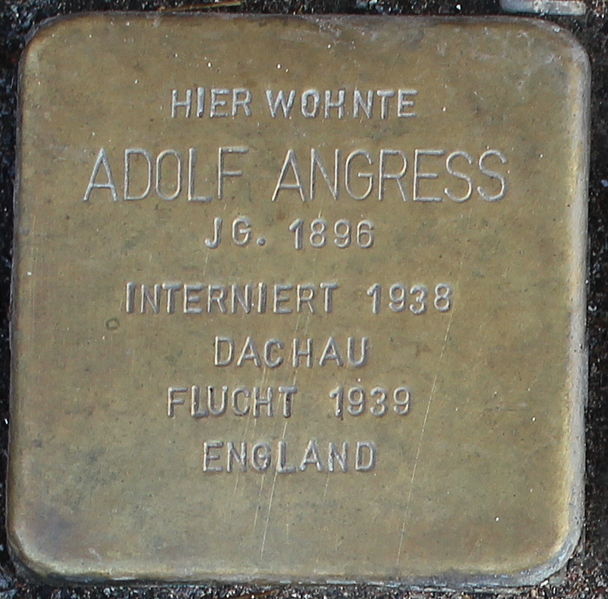 HIER WOHNTE
ADOLF ANGRESS
JG. 1896
INTERNIERT 1938
DACHAU
FLUCHT 1939
ENGLAND